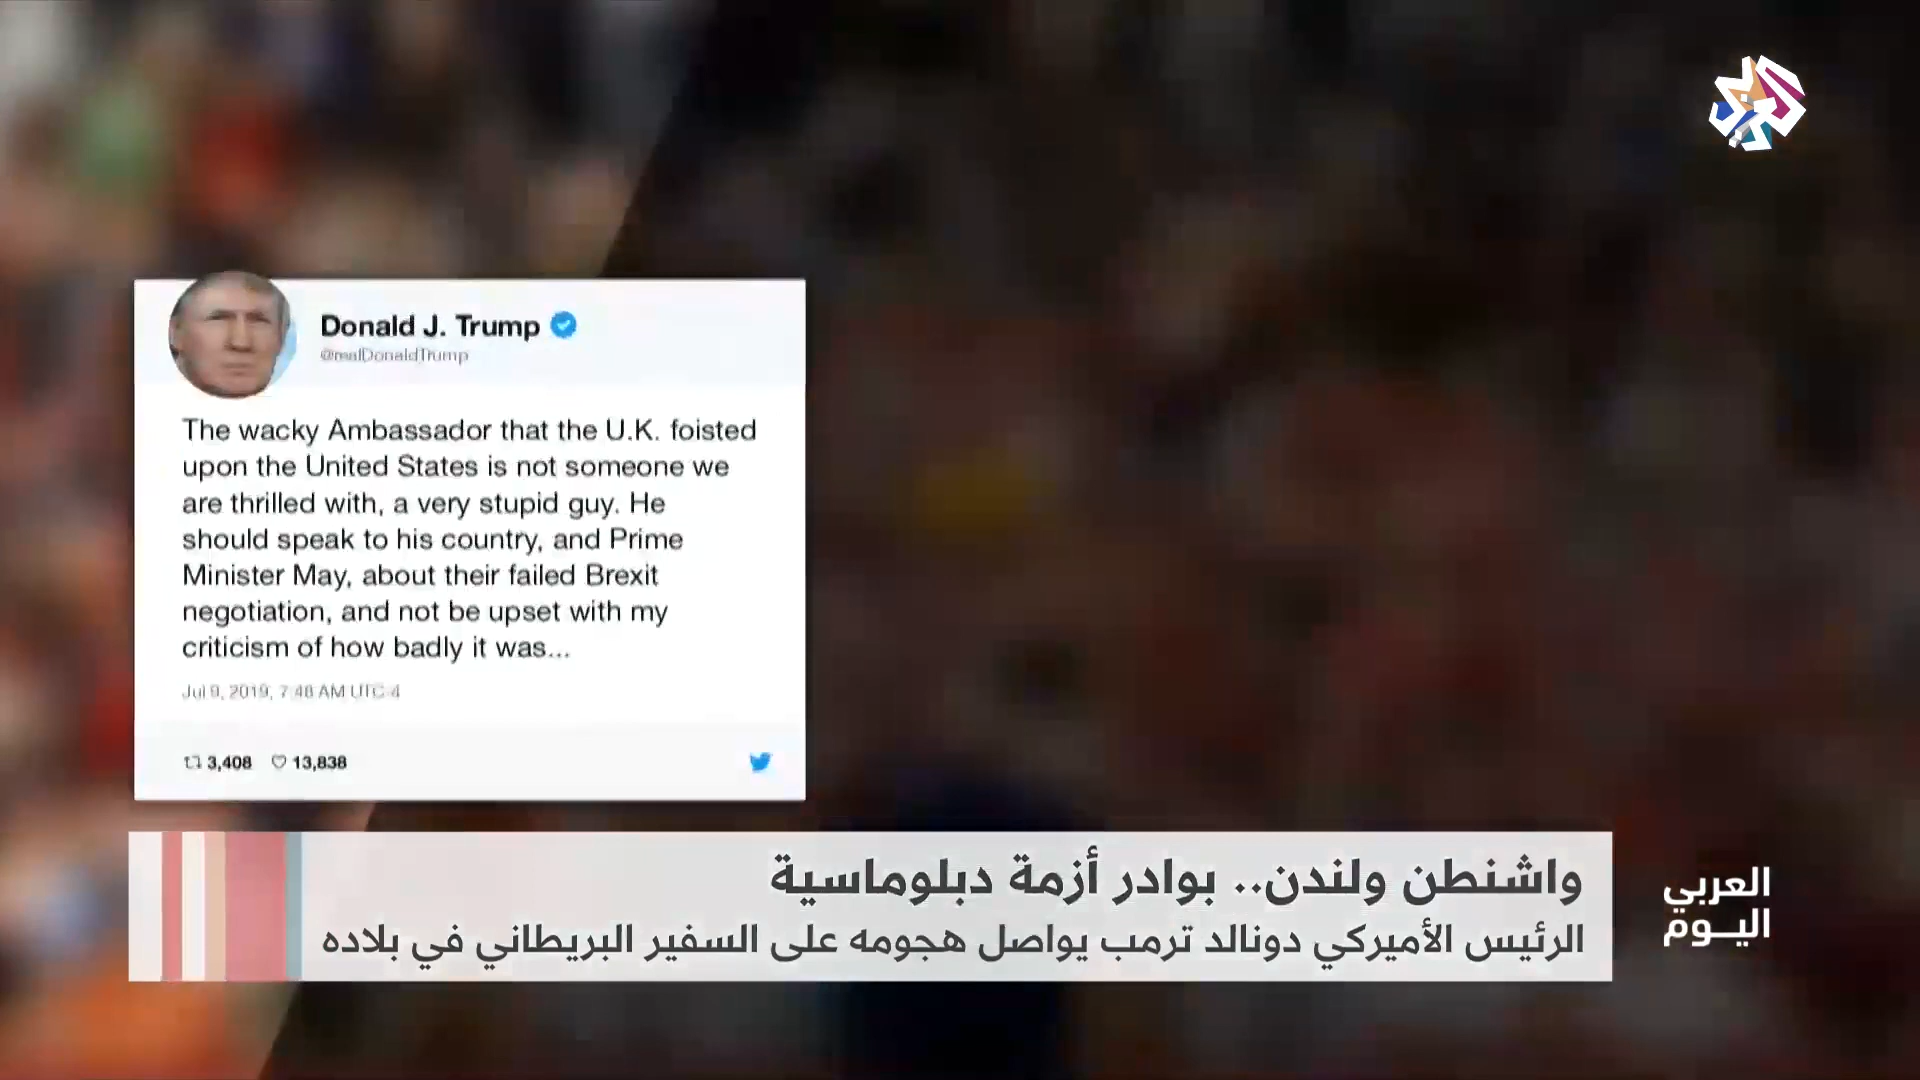 Donald J. Trump
@realDonaldTrump
The wacky Ambassador that the U.K. foisted
upon the United States is not someone we
are thrilled with, a very stupid guy. He
should speak to his country, and Prime
Minister May, about their failed Brexit
negotiation, and not be upset with my
criticism of how badly it was...
Jul 9, 2019, 7:48 AM UTC-4
3,408 13,838
واشنطن ولندن.. بوادر أزمة دبلوماسية
الرئيس الأميركي دونالد ترمب يواصل هجومه على السفير البريطاني في بلاده
العربي
اليوم